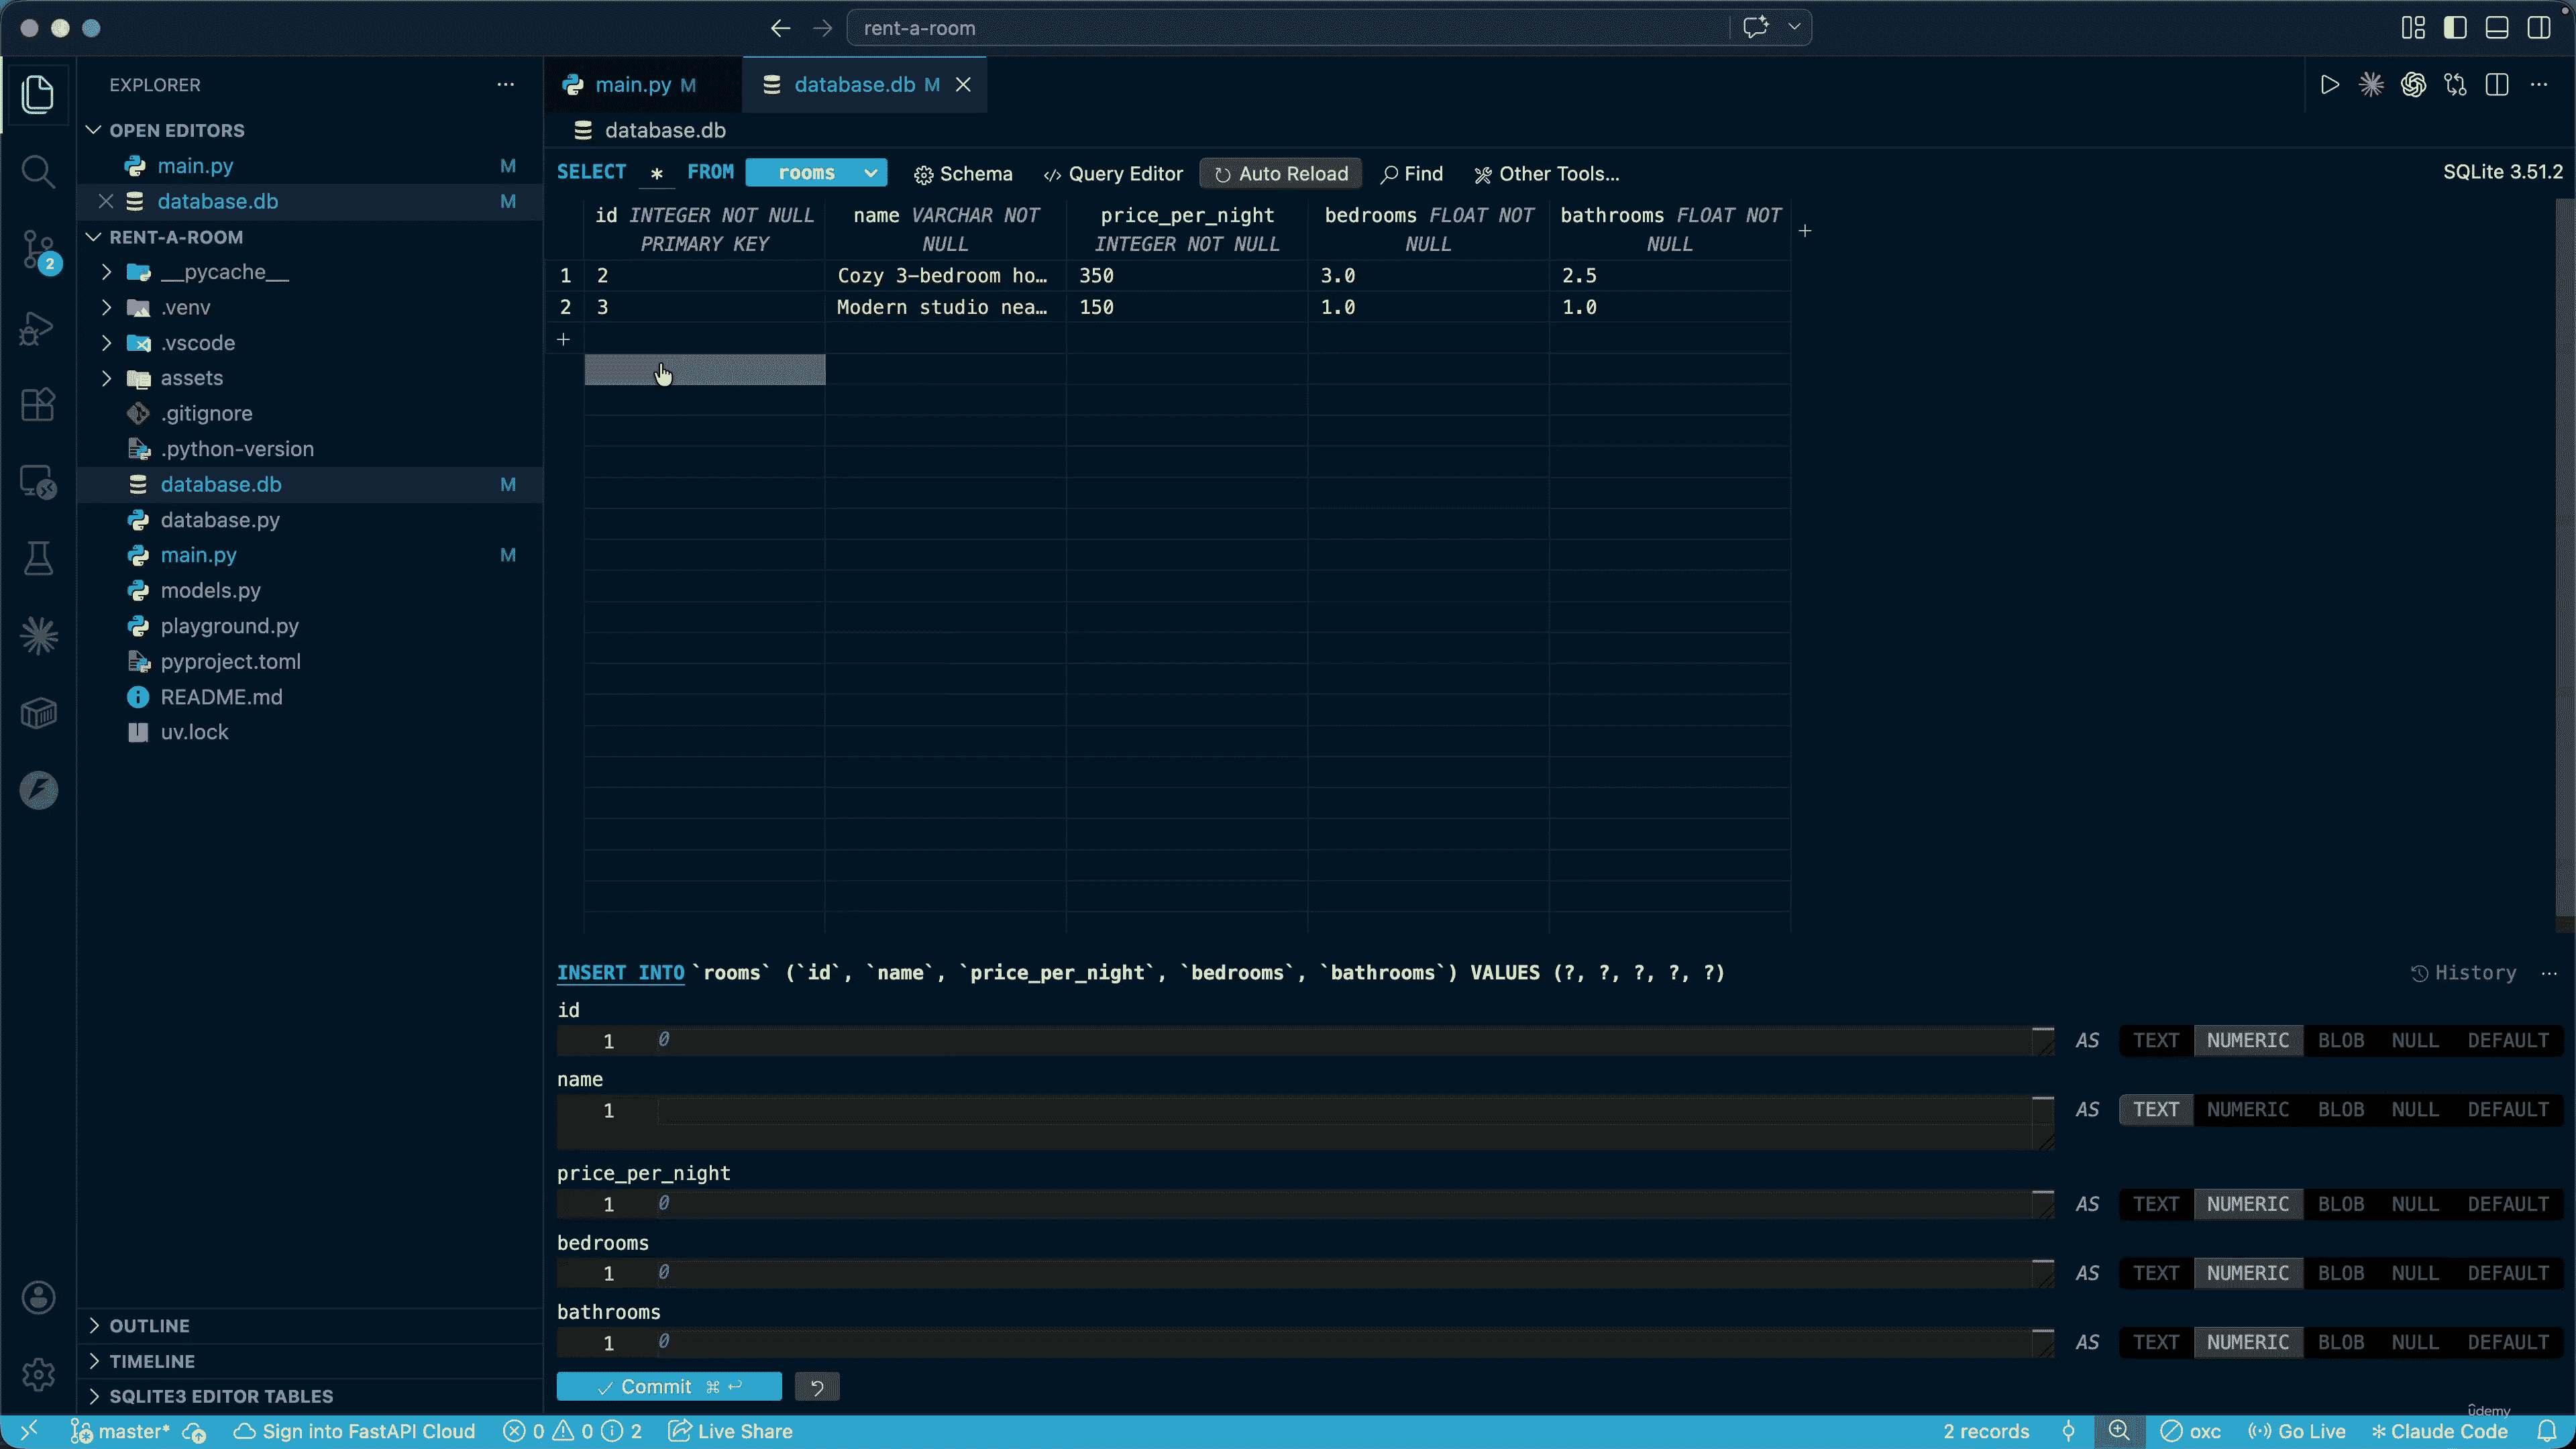 rent-a-room
EXPLORER
OPEN EDITORS
main.py M
database.db M
RENT-A-ROOM
__pycache__
.venv
.vscode
assets
.gitignore
.python-version
database.db M
database.py
main.py M
models.py
playground.py
pyproject.toml
README.md
uv.lock
OUTLINE
TIMELINE
SQLITE3 EDITOR TABLES
2
main.py M
database.db M
database.db
SELECT * FROM rooms Schema Query Editor Auto Reload Find Other Tools... SQLite 3.51.2
id INTEGER NOT NULL PRIMARY KEY
name VARCHAR NOT NULL
price_per_night INTEGER NOT NULL
bedrooms FLOAT NOT NULL
bathrooms FLOAT NOT NULL
1 2 Cozy 3-bedroom ho… 350 3.0 2.5
2 3 Modern studio nea… 150 1.0 1.0
INSERT INTO `rooms` (`id`, `name`, `price_per_night`, `bedrooms`, `bathrooms`) VALUES (?, ?, ?, ?, ?) History
id
1 0 AS TEXT NUMERIC BLOB NULL DEFAULT
name
1 AS TEXT NUMERIC BLOB NULL DEFAULT
price_per_night
1 0 AS TEXT NUMERIC BLOB NULL DEFAULT
bedrooms
1 0 AS TEXT NUMERIC BLOB NULL DEFAULT
bathrooms
1 0 AS TEXT NUMERIC BLOB NULL DEFAULT
Commit ⌘ ↩
udemy
master* Sign into FastAPI Cloud 0 0 2 Live Share 2 records oxc Go Live Claude Code